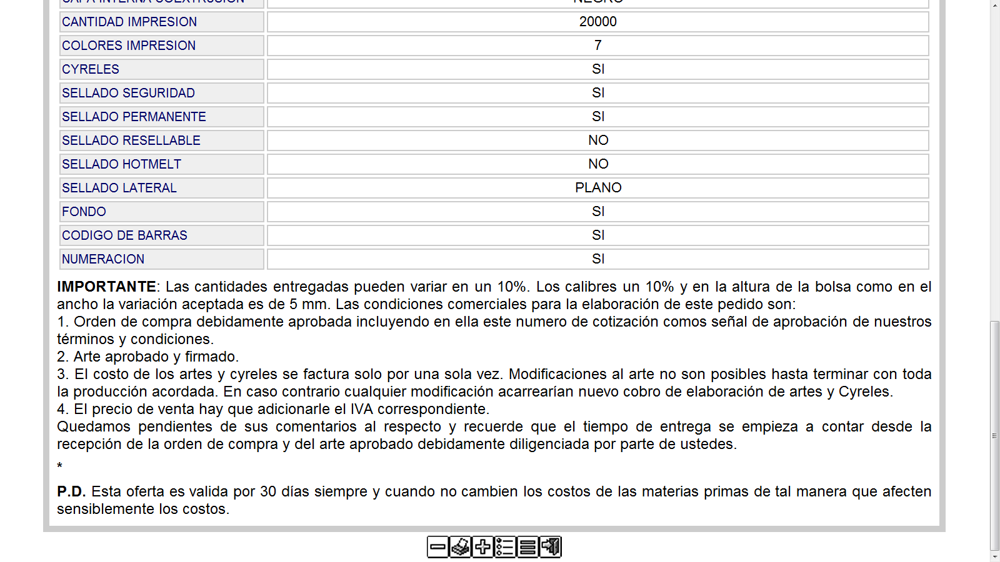 CAPA INTERNA COEXTRUSION NEGRO
CANTIDAD IMPRESION 20000
COLORES IMPRESION 7
CYRELES SI
SELLADO SEGURIDAD SI
SELLADO PERMANENTE SI
SELLADO RESELLABLE NO
SELLADO HOTMELT NO
SELLADO LATERAL PLANO
FONDO SI
CODIGO DE BARRAS SI
NUMERACION SI
IMPORTANTE: Las cantidades entregadas pueden variar en un 10%. Los calibres un 10% y en la altura de la bolsa como en el
ancho la variación aceptada es de 5 mm. Las condiciones comerciales para la elaboración de este pedido son:
1. Orden de compra debidamente aprobada incluyendo en ella este numero de cotización comos señal de aprobación de nuestros
términos y condiciones.
2. Arte aprobado y firmado.
3. El costo de los artes y cyreles se factura solo por una sola vez. Modificaciones al arte no son posibles hasta terminar con toda
la producción acordada. En caso contrario cualquier modificación acarrearían nuevo cobro de elaboración de artes y Cyreles.
4. El precio de venta hay que adicionarle el IVA correspondiente.
Quedamos pendientes de sus comentarios al respecto y recuerde que el tiempo de entrega se empieza a contar desde la
recepción de la orden de compra y del arte aprobado debidamente diligenciada por parte de ustedes.
*
P.D. Esta oferta es valida por 30 días siempre y cuando no cambien los costos de las materias primas de tal manera que afecten
sensiblemente los costos.